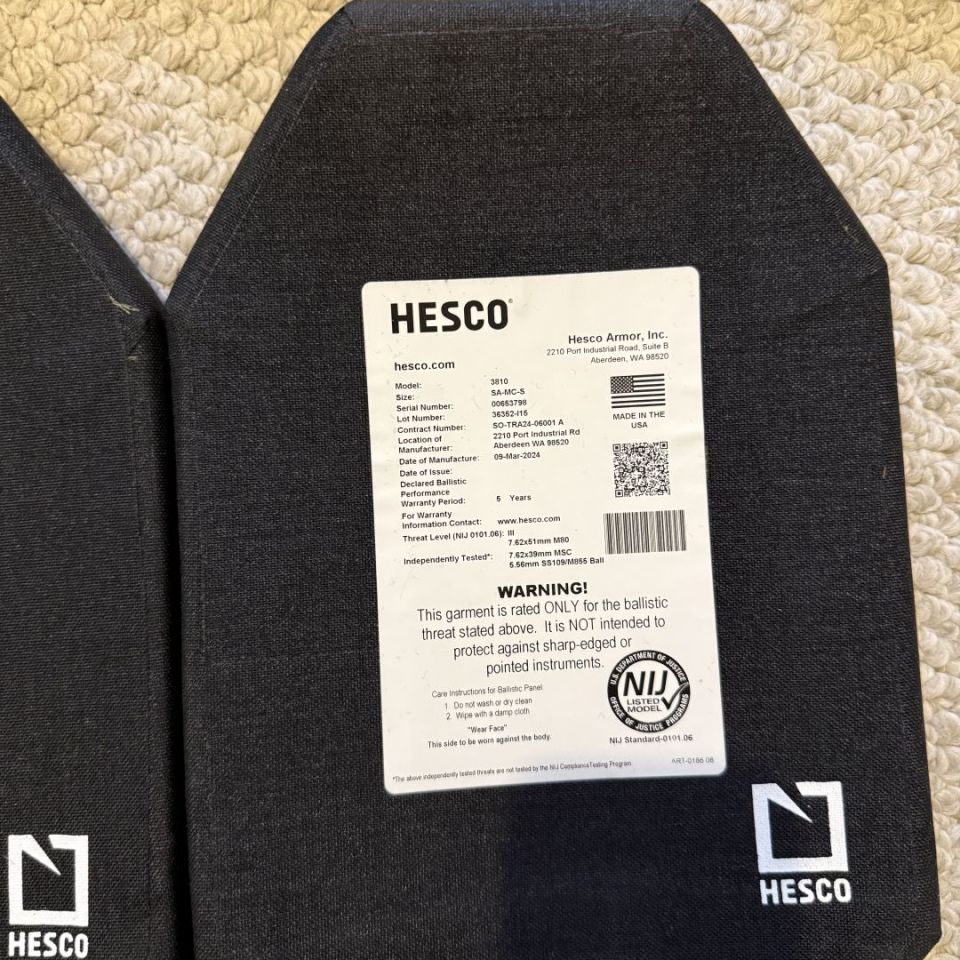 HESCO®
Hesco Armor, Inc.
2210 Port Industrial Road, Suite B
Aberdeen, WA 98520
hesco.com
Model: 3810
Size: SA-MC-S
Serial Number: 00653798
Lot Number: 36352-I15
Contract Number: SO-TRA24-06001 A
Location of Manufacturer: 2210 Port Industrial Rd
Aberdeen WA 98520
Date of Manufacture: 09-Mar-2024
Date of Issue:
Declared Ballistic
Performance
Warranty Period: 5 Years
For Warranty
Information Contact: www.hesco.com
Threat Level (NIJ 0101.06): III
7.62x51mm M80
Independently Tested*: 7.62x39mm MSC
5.56mm SS109/M855 Ball
MADE IN THE
USA
WARNING!
This garment is rated ONLY for the ballistic
threat stated above. It is NOT intended to
protect against sharp-edged or
pointed instruments.
Care Instructions for Ballistic Panel:
1. Do not wash or dry clean
2. Wipe with a damp cloth
"Wear Face"
This side to be worn against the body.
U.S. DEPARTMENT OF JUSTICE
NIJ
LISTED
MODEL
OFFICE OF JUSTICE PROGRAMS
NIJ Standard-0101.06
*The above independently tested threats are not tested by the NIJ ComplianceTesting Program.
ART-0186 06
HESCO
HESCO